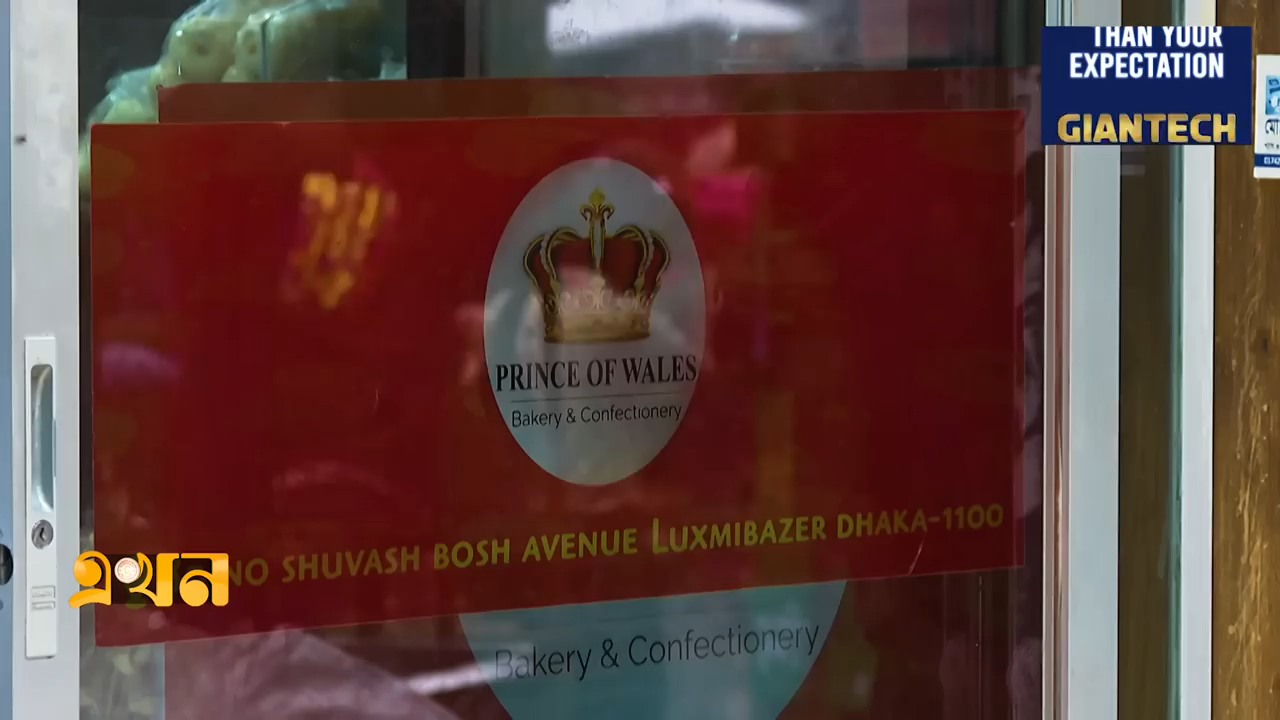 THAN YOUR
EXPECTATION
GIANTECH
PRINCE OF WALES
Bakery & Confectionery
NO SHUVASH BOSH AVENUE LUXMIBAZER DHAKA-1100
এখন
Bakery & Confectionery